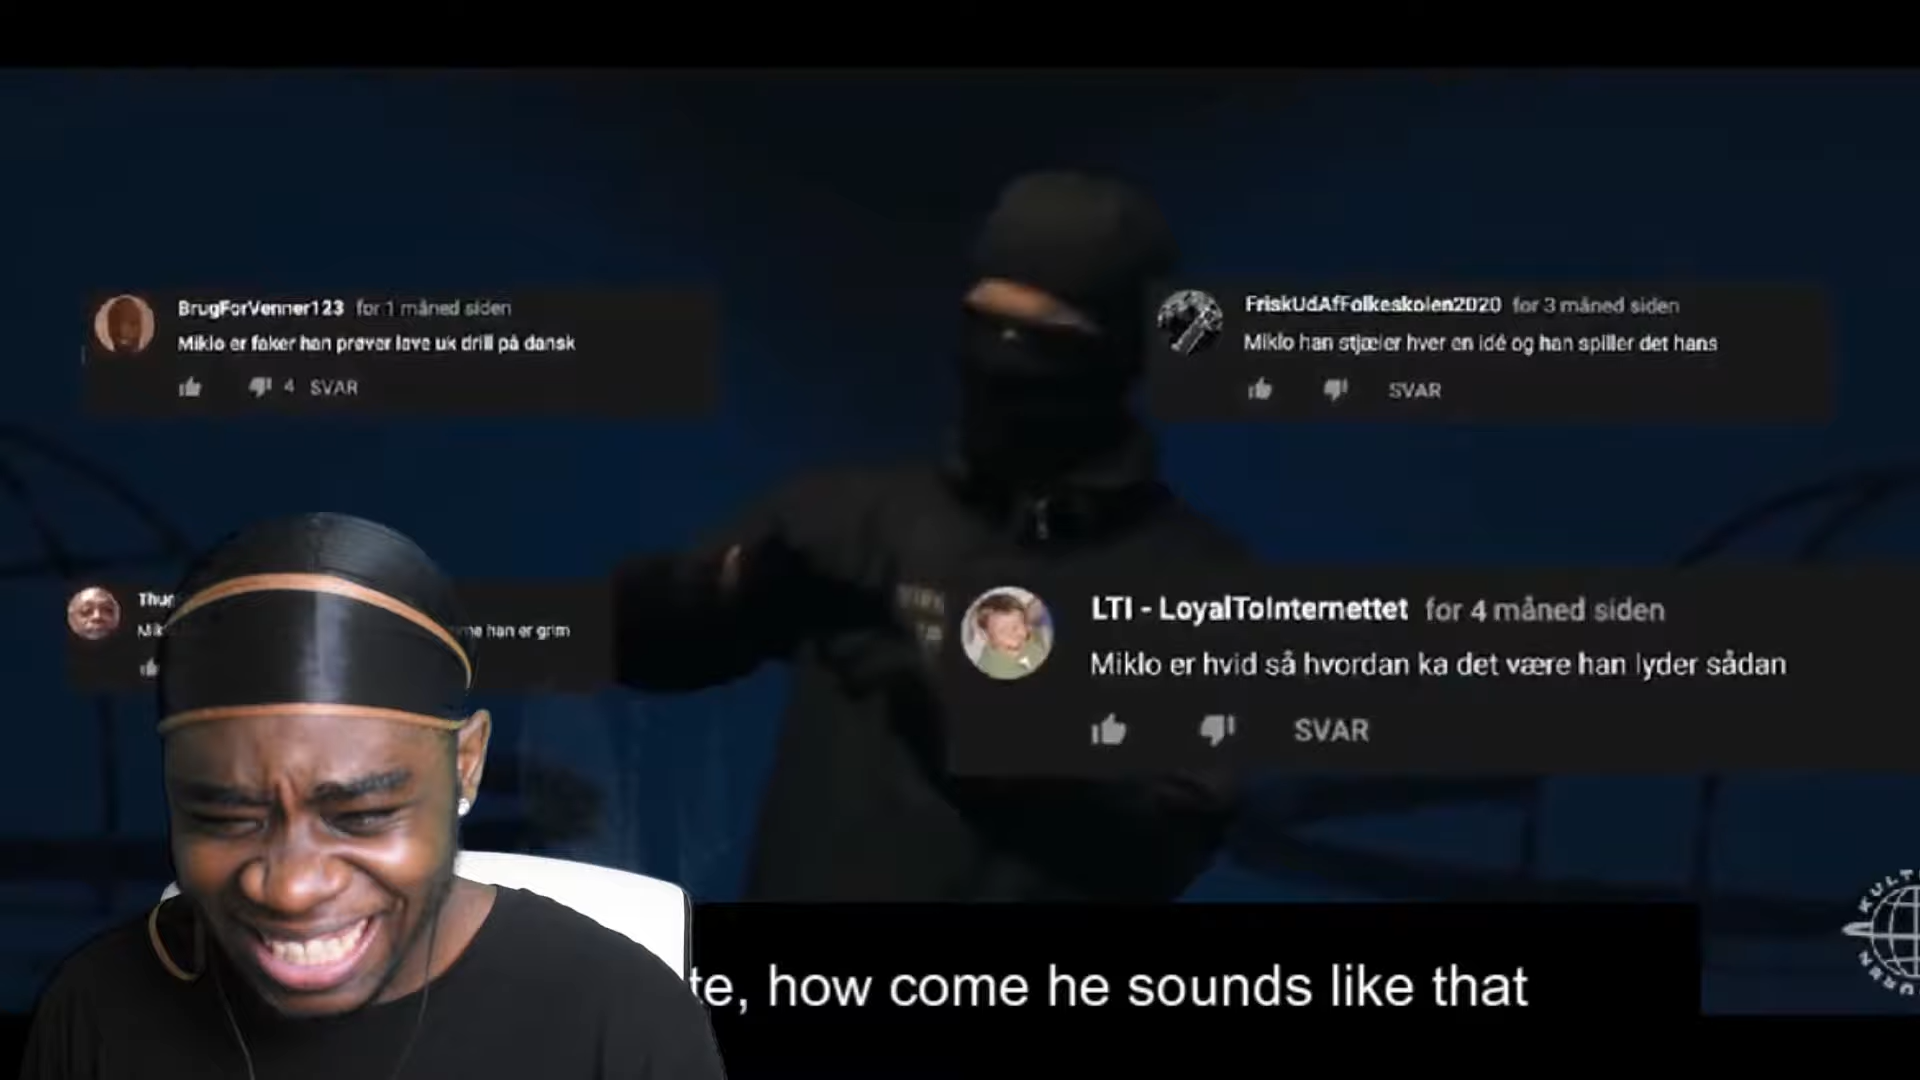 BrugForVenner123 for 1 måned siden
Miklo er faker han prøver lave uk drill på dansk
4 SVAR
FriskUdAfFolkeskolen2020 for 3 måned siden
Miklo han stjæler hver en idé og han spiller det hans
SVAR
han er grim
LTI - LoyalToInternettet for 4 måned siden
Miklo er hvid så hvordan ka det være han lyder sådan
SVAR
te, how come he sounds like that